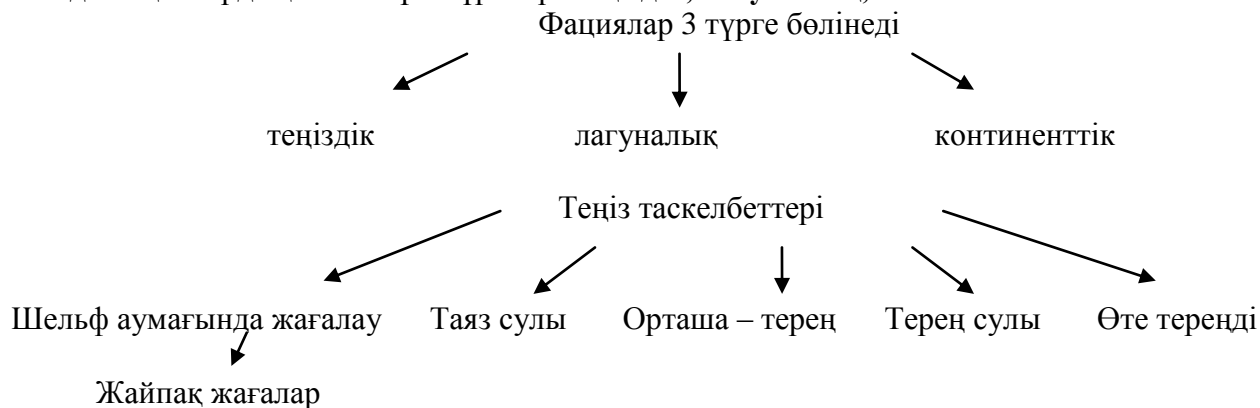 Фациялар 3 түрге бөлінеді
теңіздік лагуналық континенттік
Теңіз таскелбеттері
Шельф аумағында жағалау Таяз сулы Орташа – терең Терең сулы Өте тереңді
Жайпақ жағалар